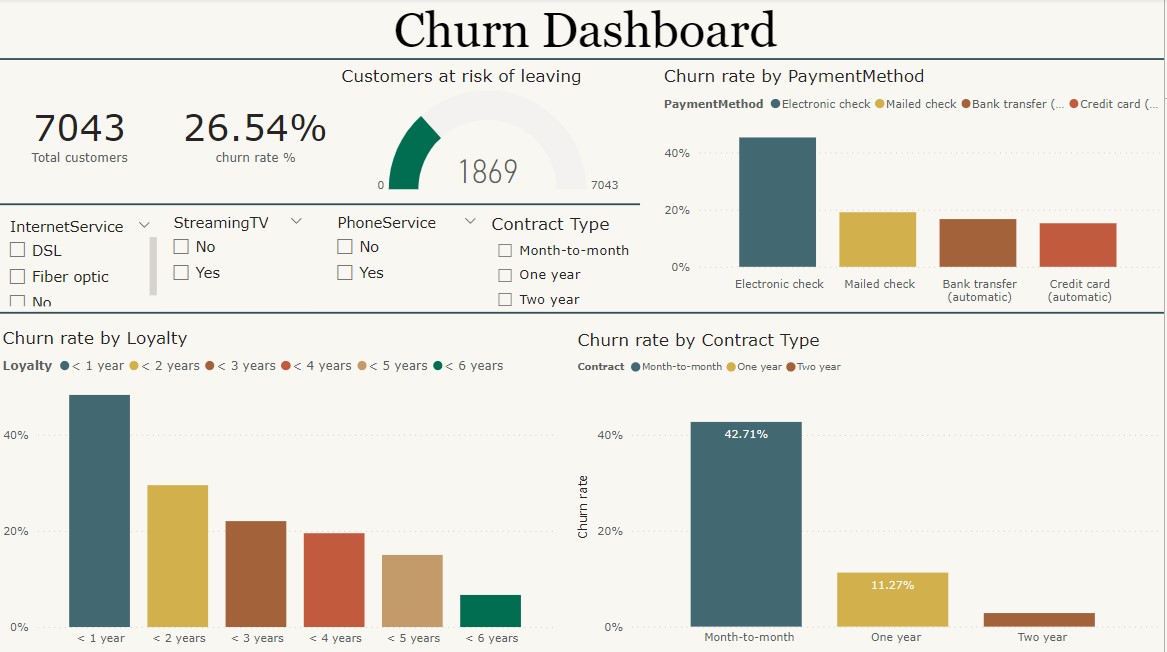 Churn Dashboard
Customers at risk of leaving
7043
Total customers
26.54%
churn rate %
1869
0
7043
Churn rate by PaymentMethod
PaymentMethod Electronic check Mailed check Bank transfer (... Credit card (...
40%
20%
0%
Electronic check
Mailed check
Bank transfer
(automatic)
Credit card
(automatic)
InternetService
DSL
Fiber optic
No
StreamingTV
No
Yes
PhoneService
No
Yes
Contract Type
Month-to-month
One year
Two year
Churn rate by Loyalty
Loyalty < 1 year < 2 years < 3 years < 4 years < 5 years < 6 years
40%
20%
0%
< 1 year < 2 years < 3 years < 4 years < 5 years < 6 years
Churn rate by Contract Type
Contract Month-to-month One year Two year
Churn rate
40%
20%
0%
42.71%
11.27%
Month-to-month One year Two year